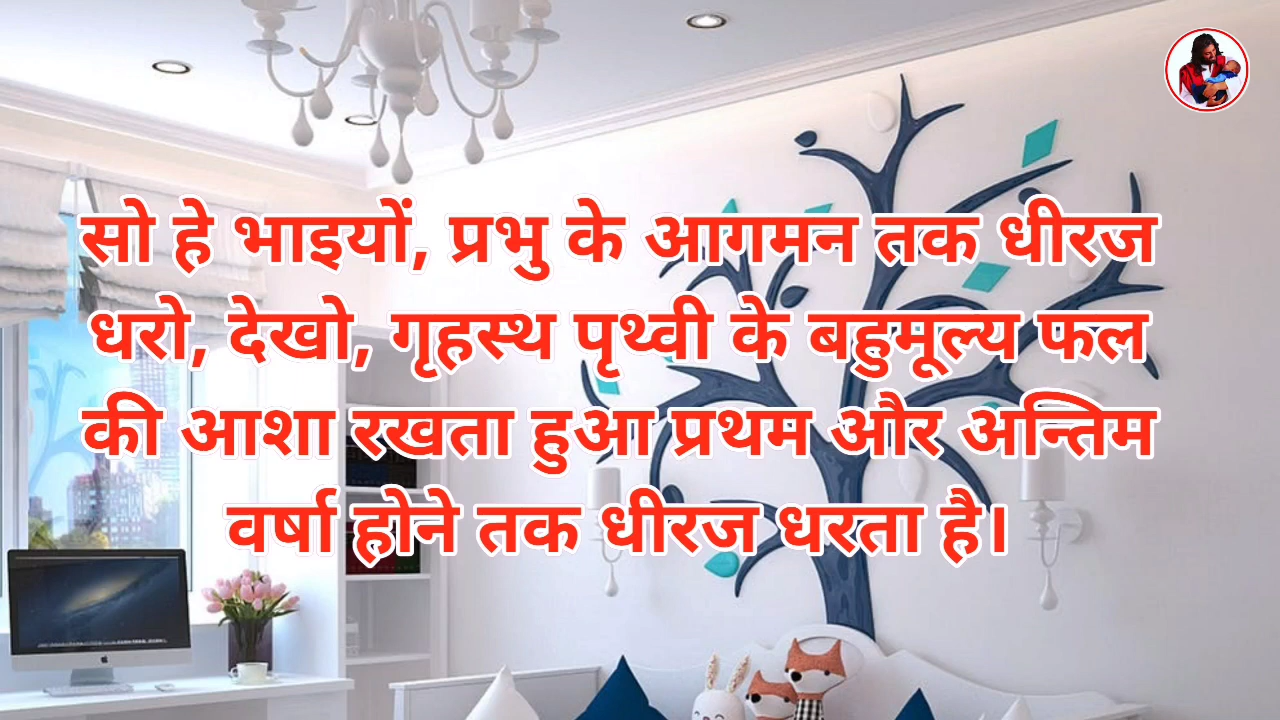 सो हे भाइयों, प्रभु के आगमन तक धीरज
धरो, देखो, गृहस्थ पृथ्वी के बहुमूल्य फल
की आशा रखता हुआ प्रथम और अन्तिम
वर्षा होने तक धीरज धरता है।